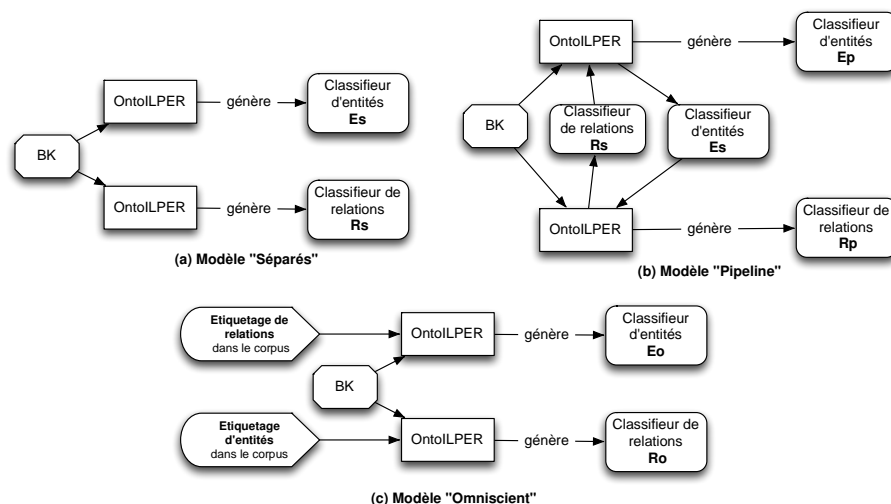 OntoILPER
génère
Classifieur
d'entités
Es
BK
OntoILPER
génère
Classifieur de
relations
Rs
(a) Modèle "Séparés"
OntoILPER
génère
Classifieur
d'entités
Ep
BK
Classifieur
de relations
Rs
Classifieur
d'entités
Es
OntoILPER
génère
Classifieur de
relations
Rp
(b) Modèle "Pipeline"
Etiquetage de
relations
dans le corpus
OntoILPER
génère
Classifieur
d'entités
Eo
BK
Etiquetage
d'entités
dans le corpus
OntoILPER
génère
Classifieur de
relations
Ro
(c) Modèle "Omniscient"